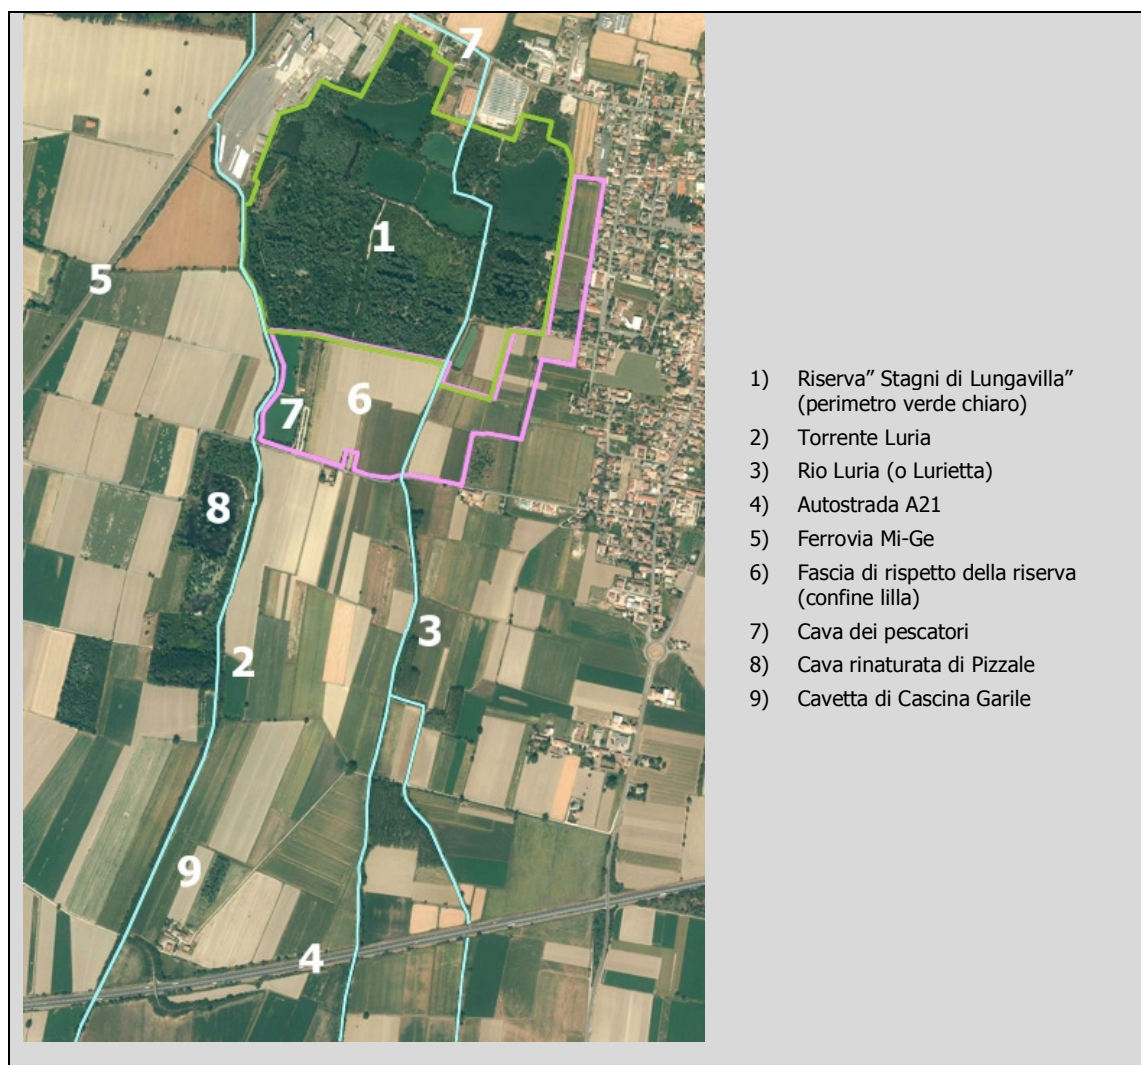 7
1
5
6
7
8
3
2
9
4
1) Riserva” Stagni di Lungavilla”
(perimetro verde chiaro)
2) Torrente Luria
3) Rio Luria (o Lurietta)
4) Autostrada A21
5) Ferrovia Mi-Ge
6) Fascia di rispetto della riserva
(confine lilla)
7) Cava dei pescatori
8) Cava rinaturata di Pizzale
9) Cavetta di Cascina Garile